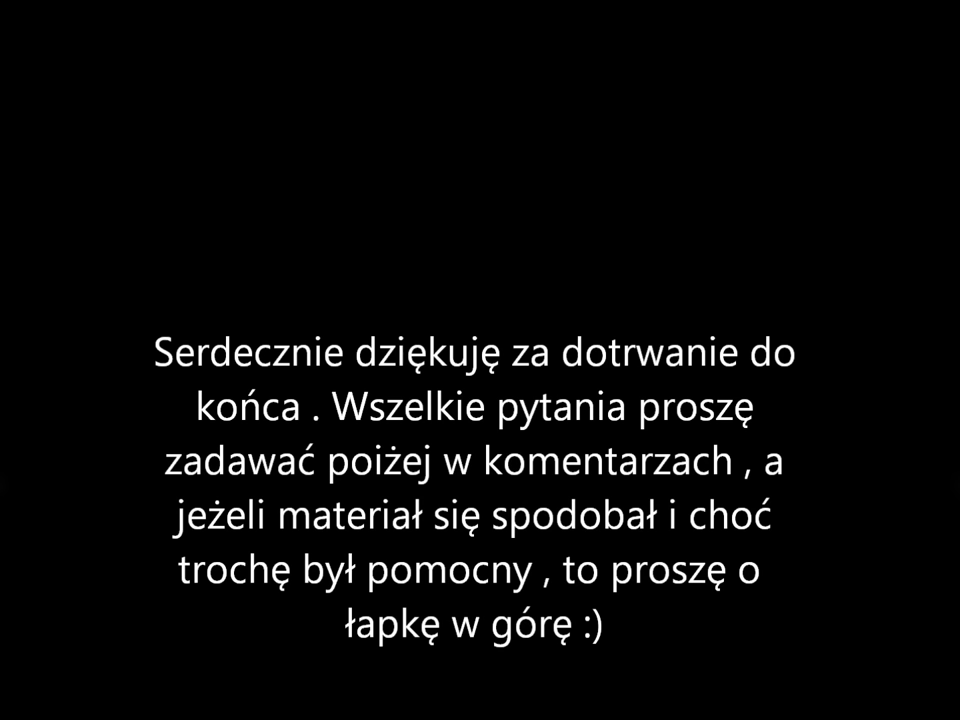 Serdecznie dziękuję za dotrwanie do
końca . Wszelkie pytania proszę
zadawać poiżej w komentarzach , a
jeżeli materiał się spodobał i choć
trochę był pomocny , to proszę o
łapkę w górę :)